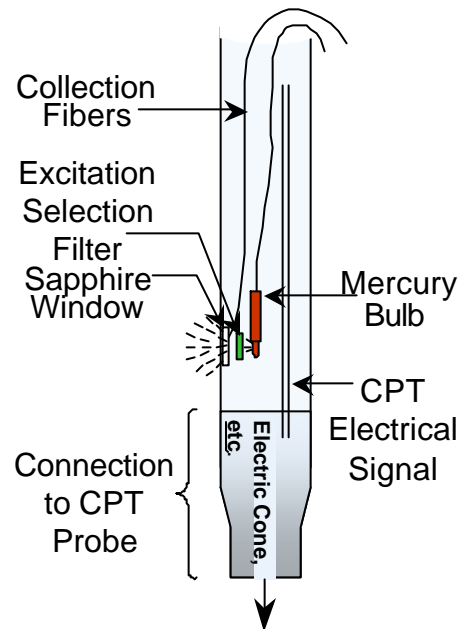 Collection
Fibers
Excitation
Selection
Filter
Sapphire
Window
Mercury
Bulb
CPT
Electrical
Signal
Connection
to CPT
Probe
Electric Cone,
etc.